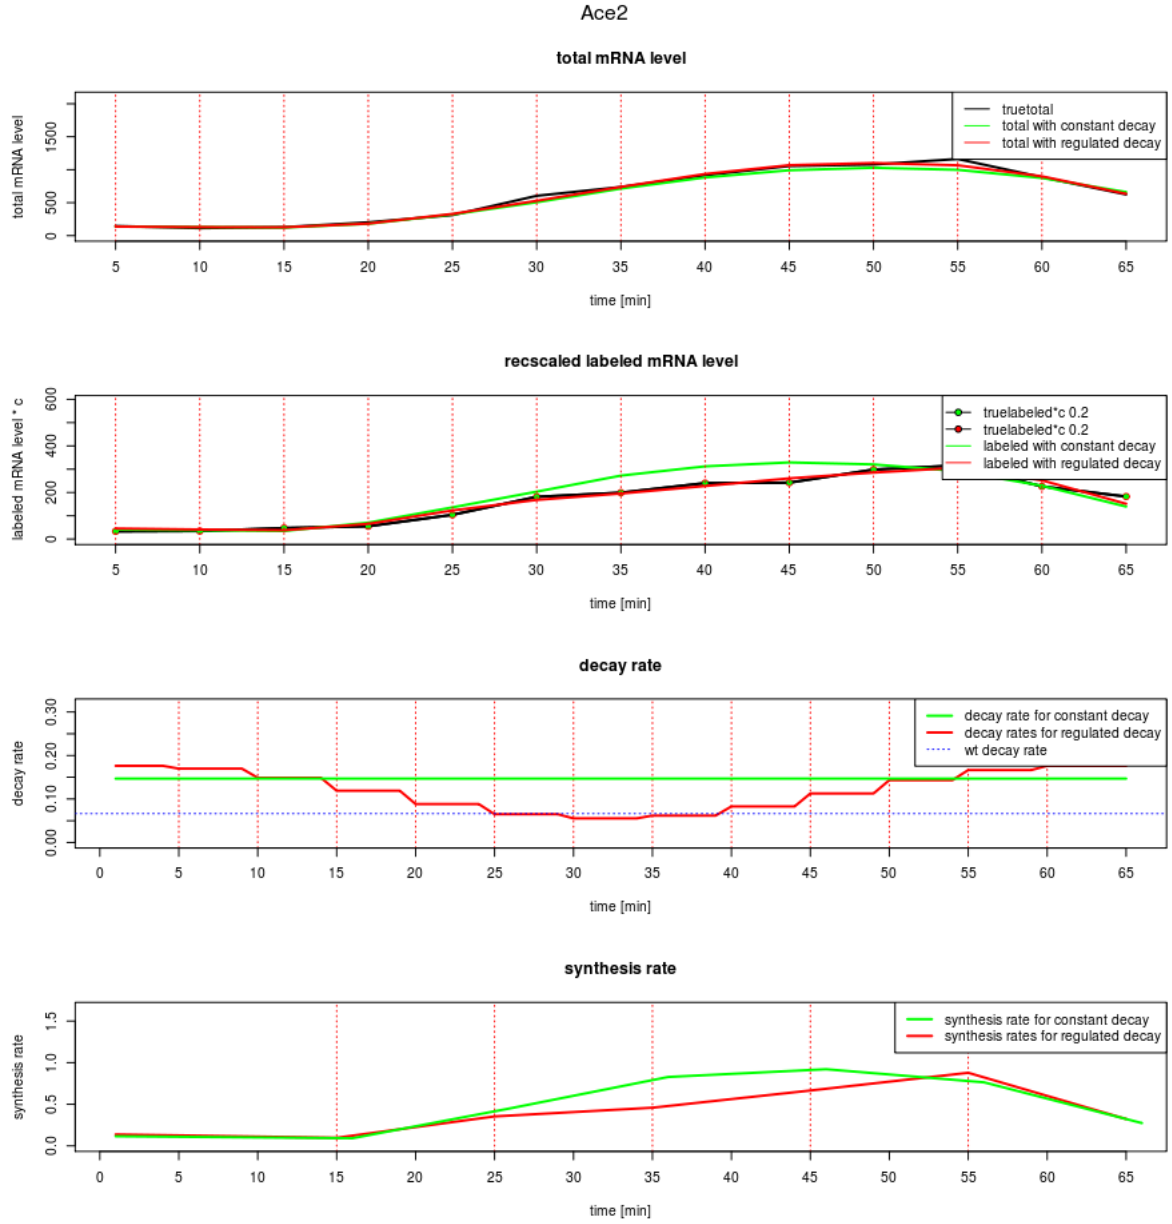 Ace2
total mRNA level
total mRNA level
0 500 1500
truetotal
total with constant decay
total with regulated decay
5 10 15 20 25 30 35 40 45 50 55 60 65
time [min]
recscaled labeled mRNA level
labeled mRNA level * c
0 200 400 600
truelabeled*c 0.2
truelabeled*c 0.2
labeled with constant decay
labeled with regulated decay
5 10 15 20 25 30 35 40 45 50 55 60 65
time [min]
decay rate
decay rate
0.00 0.10 0.20 0.30
decay rate for constant decay
decay rates for regulated decay
wt decay rate
0 5 10 15 20 25 30 35 40 45 50 55 60 65
time [min]
synthesis rate
synthesis rate
0.0 0.5 1.0 1.5
synthesis rate for constant decay
synthesis rates for regulated decay
0 5 10 15 20 25 30 35 40 45 50 55 60 65
time [min]